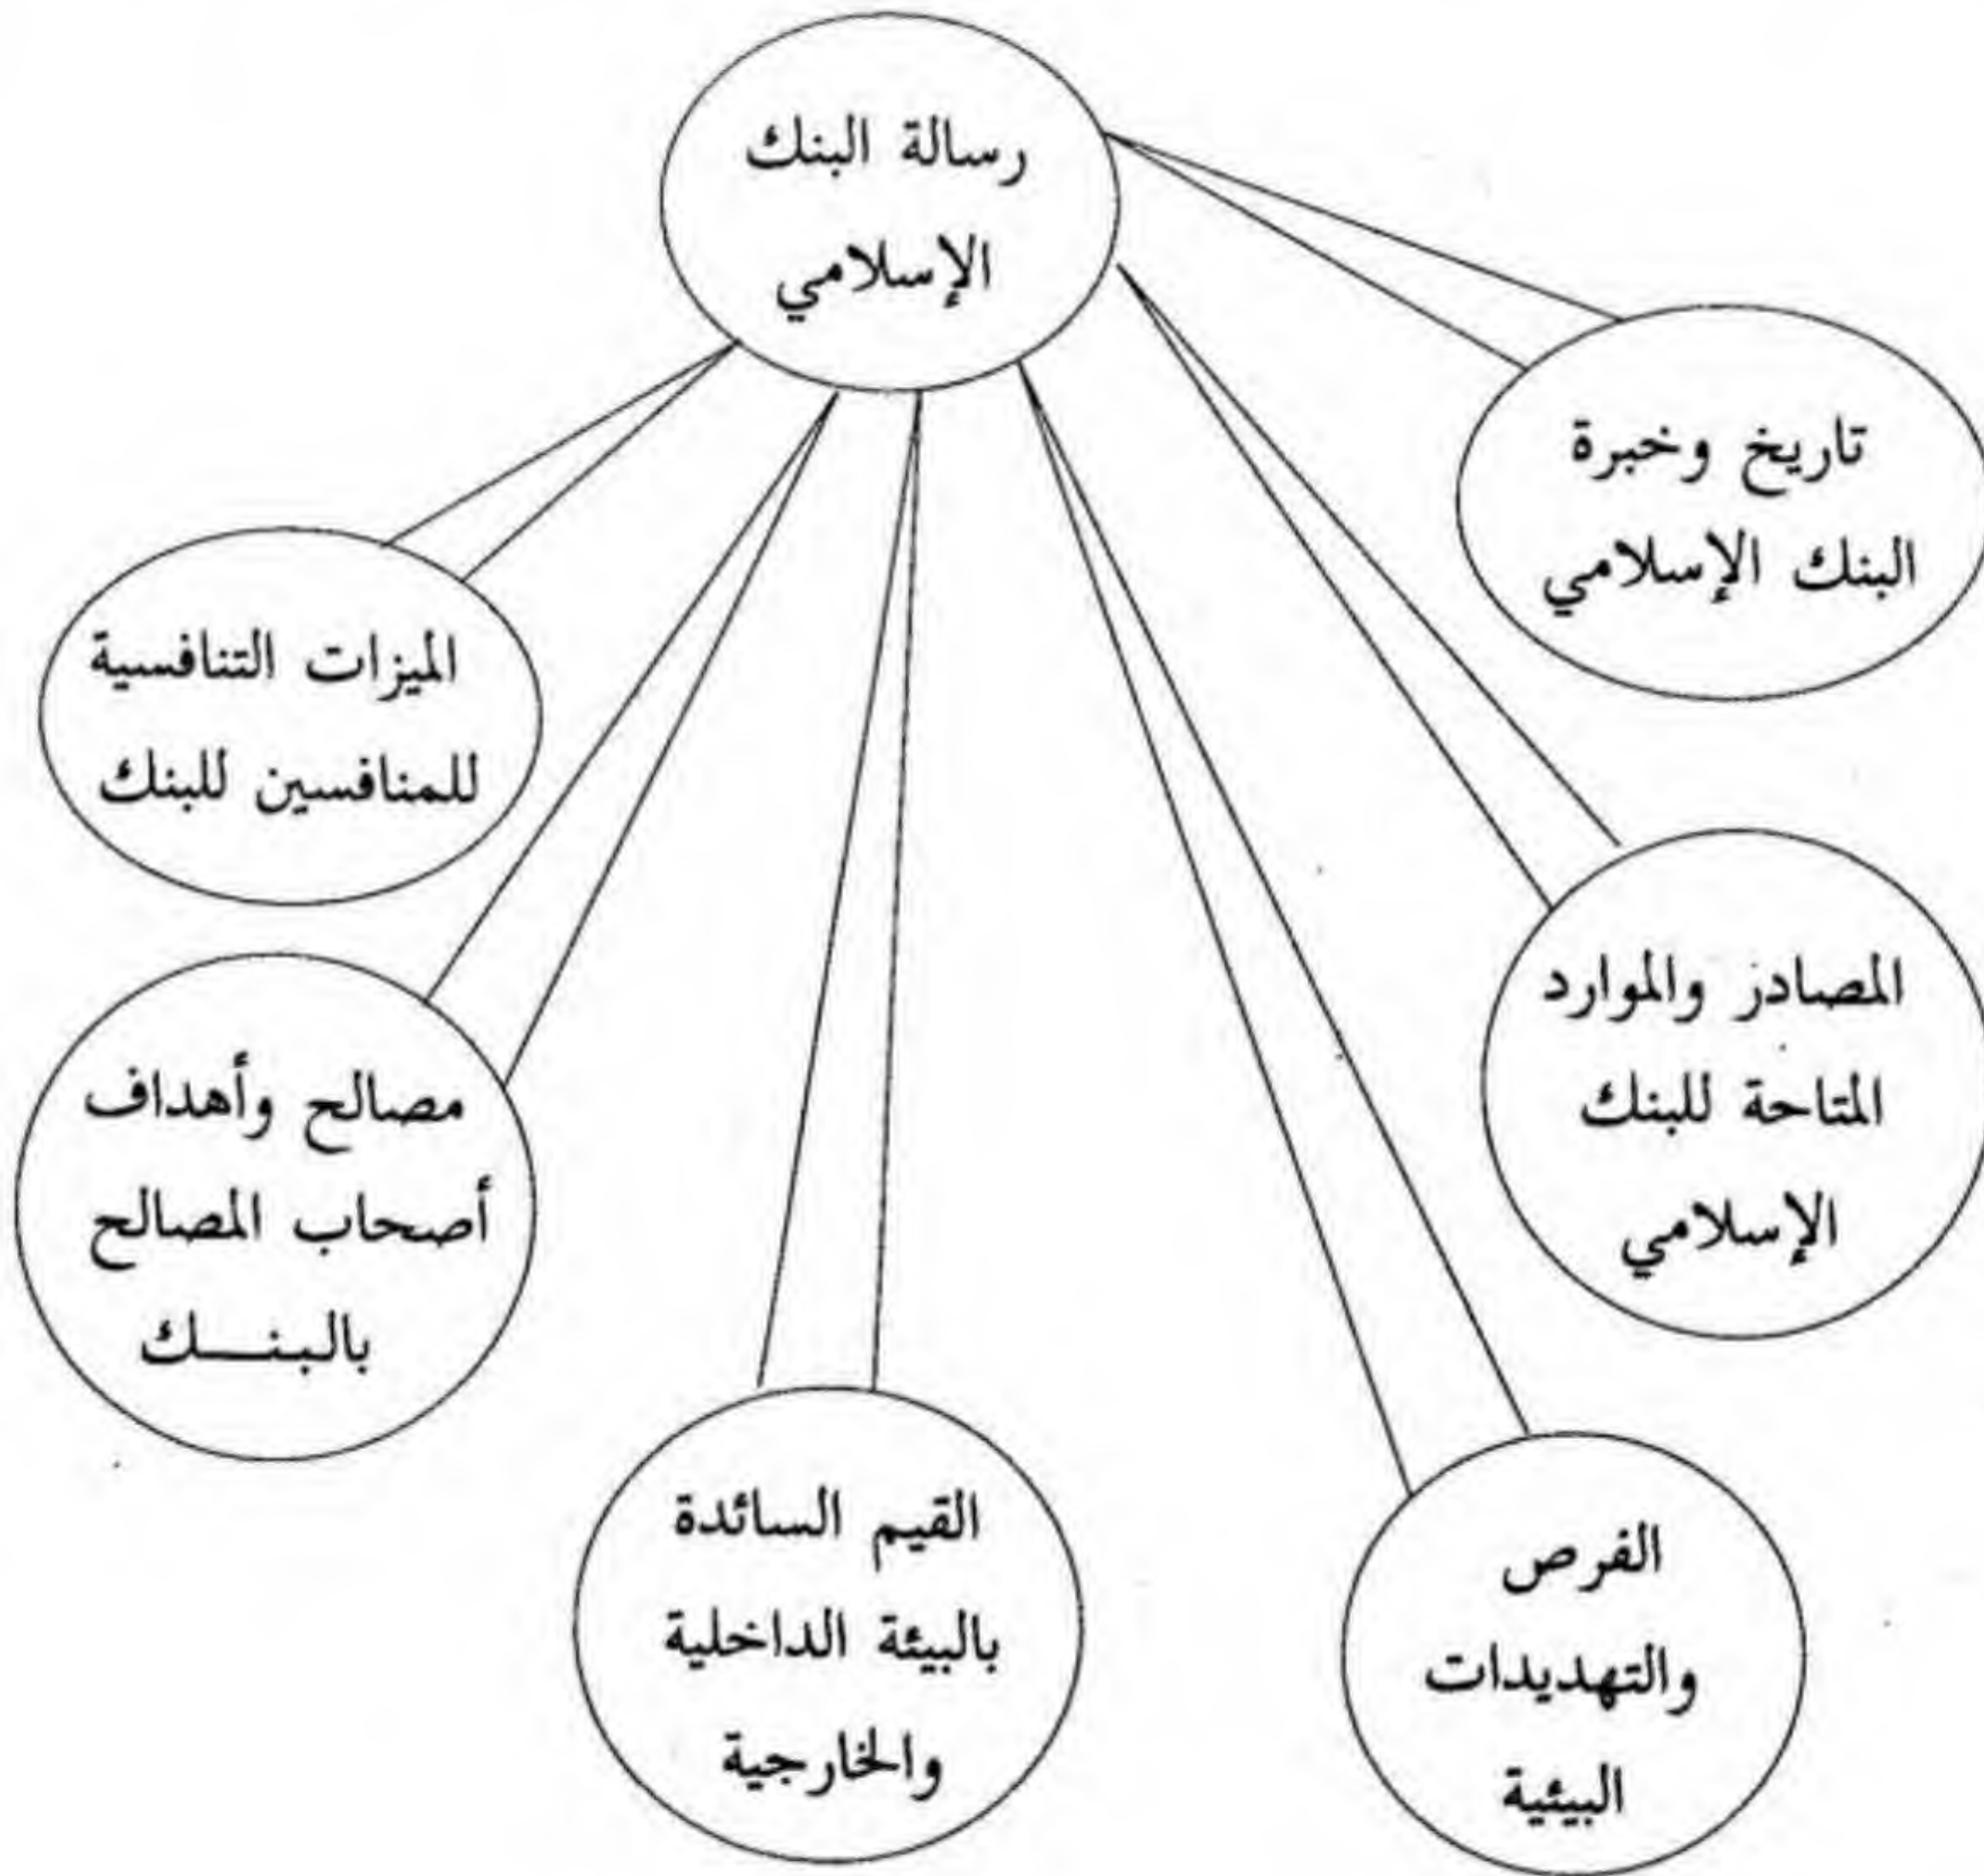 رسالة البنك
الإسلامي
تاريخ وخبرة
البنك الإسلامي
المصادر والموارد
المتاحة للبنك
الإسلامي
الفرص
والتهديدات
البيئية
القيم السائدة
بالبيئة الداخلية
والخارجية
مصالح وأهداف
أصحاب المصالح
بالبنـــك
الميزات التنافسية
للمنافسين للبنك